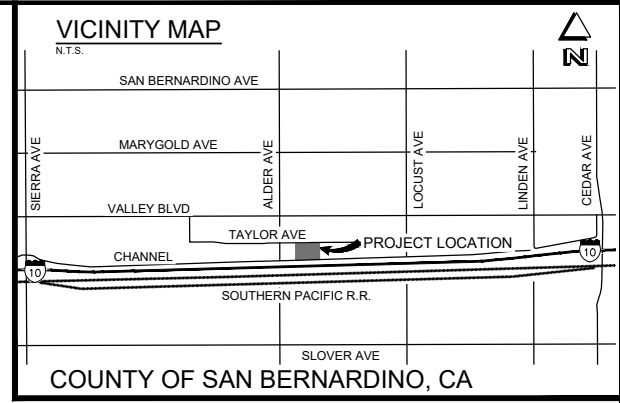 VICINITY MAP
N.T.S.
N
SAN BERNARDINO AVE
MARYGOLD AVE
SIERRA AVE
ALDER AVE
LOCUST AVE
LINDEN AVE
CEDAR AVE
VALLEY BLVD
TAYLOR AVE
PROJECT LOCATION
CHANNEL
10
10
SOUTHERN PACIFIC R.R.
SLOVER AVE
COUNTY OF SAN BERNARDINO, CA